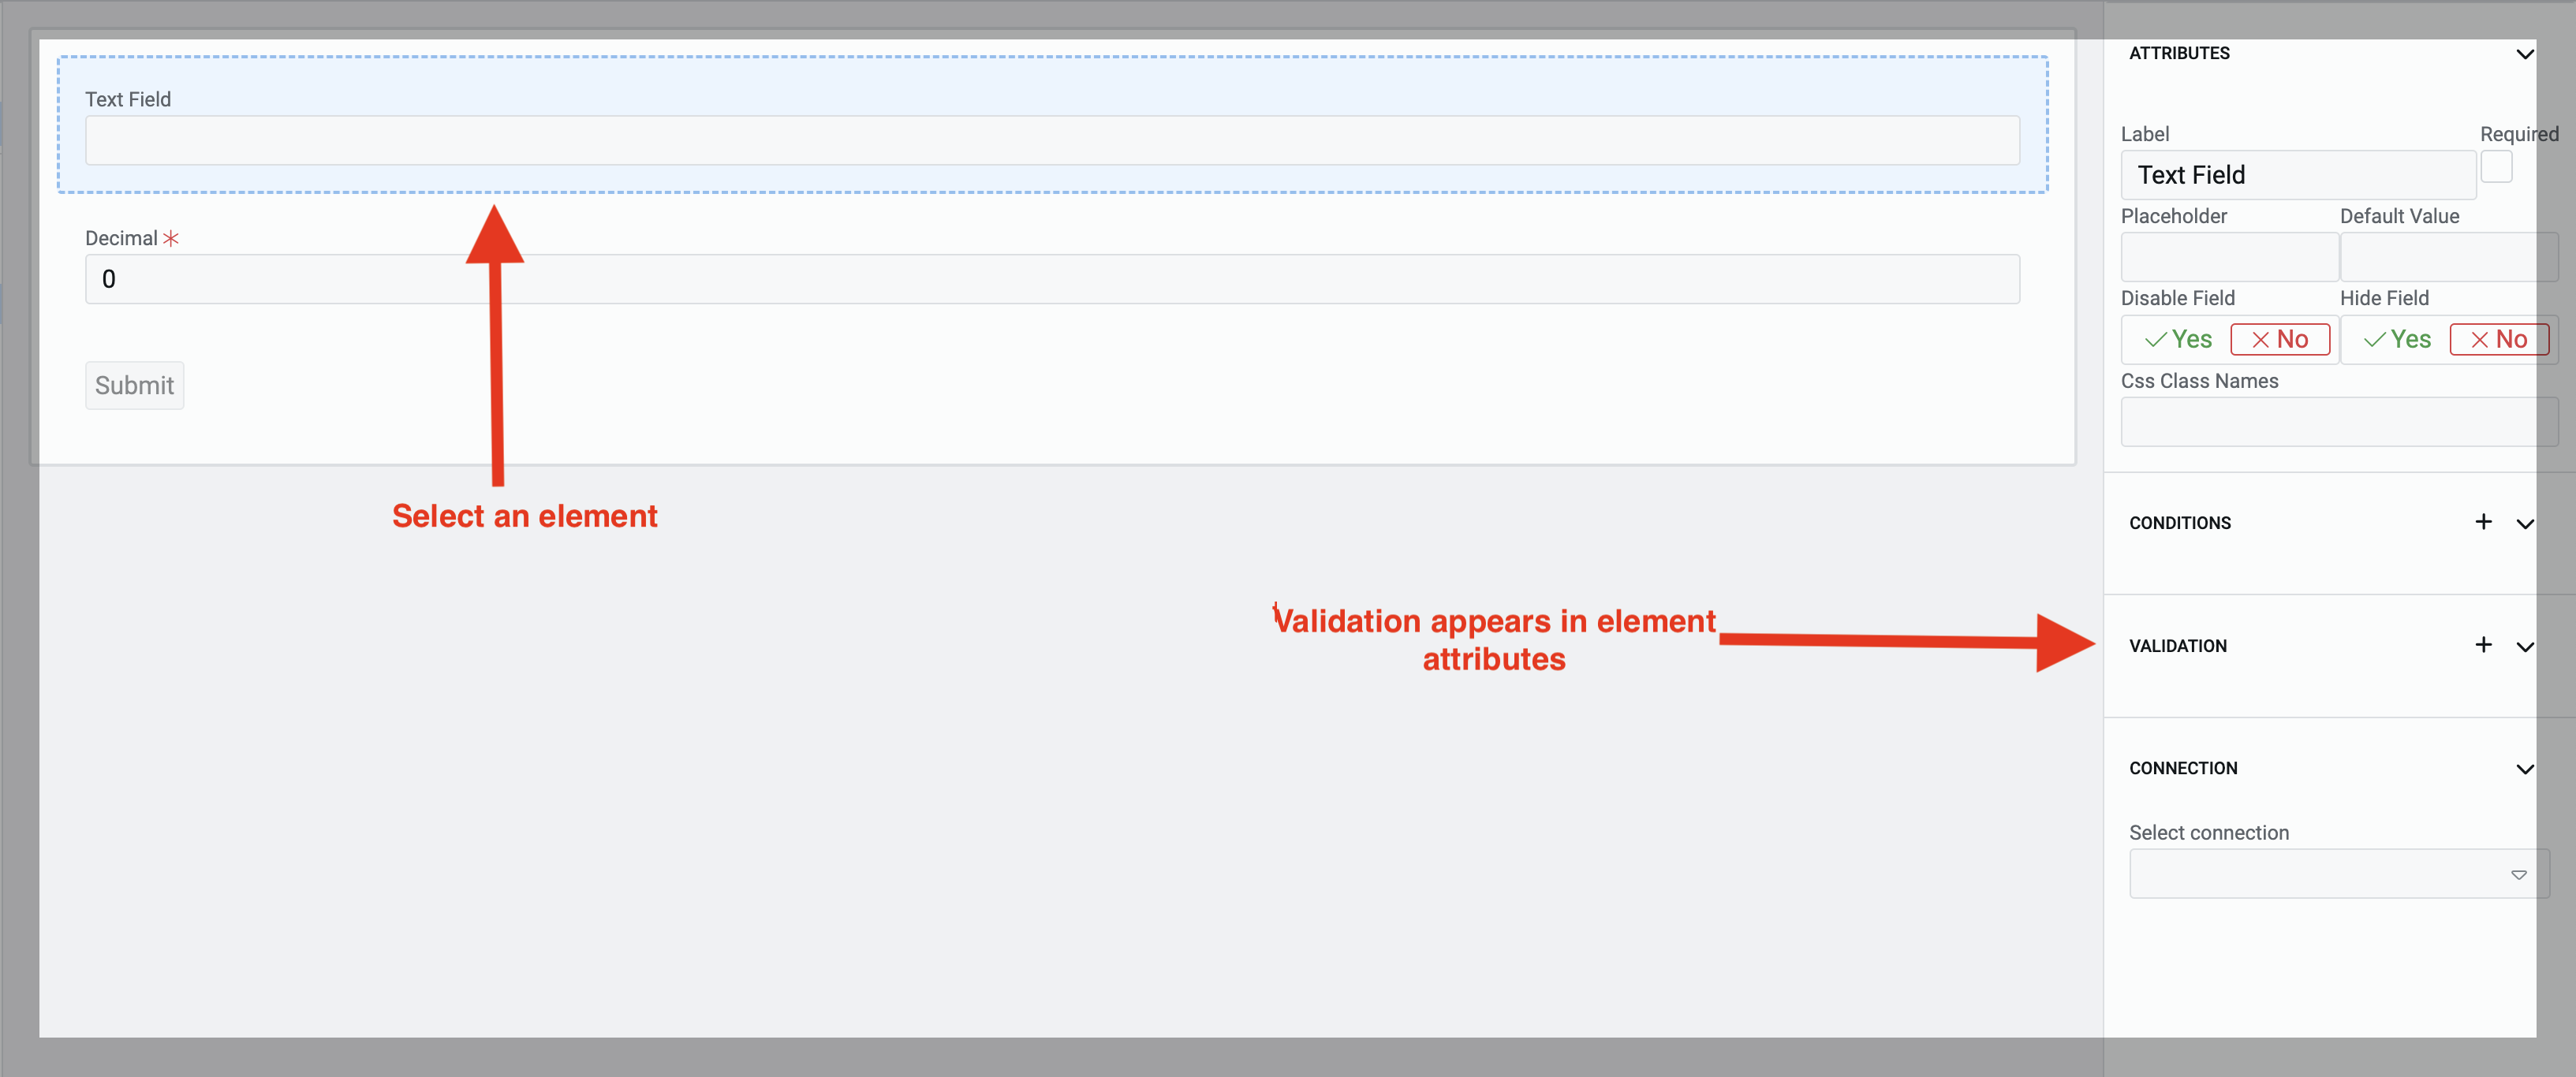 Text Field
Decimal *
0
Submit
Select an element
Validation appears in element
attributes
ATTRIBUTES
Label Required
Text Field
Placeholder Default Value
Disable Field Hide Field
Yes No Yes No
Css Class Names
CONDITIONS
VALIDATION
CONNECTION
Select connection